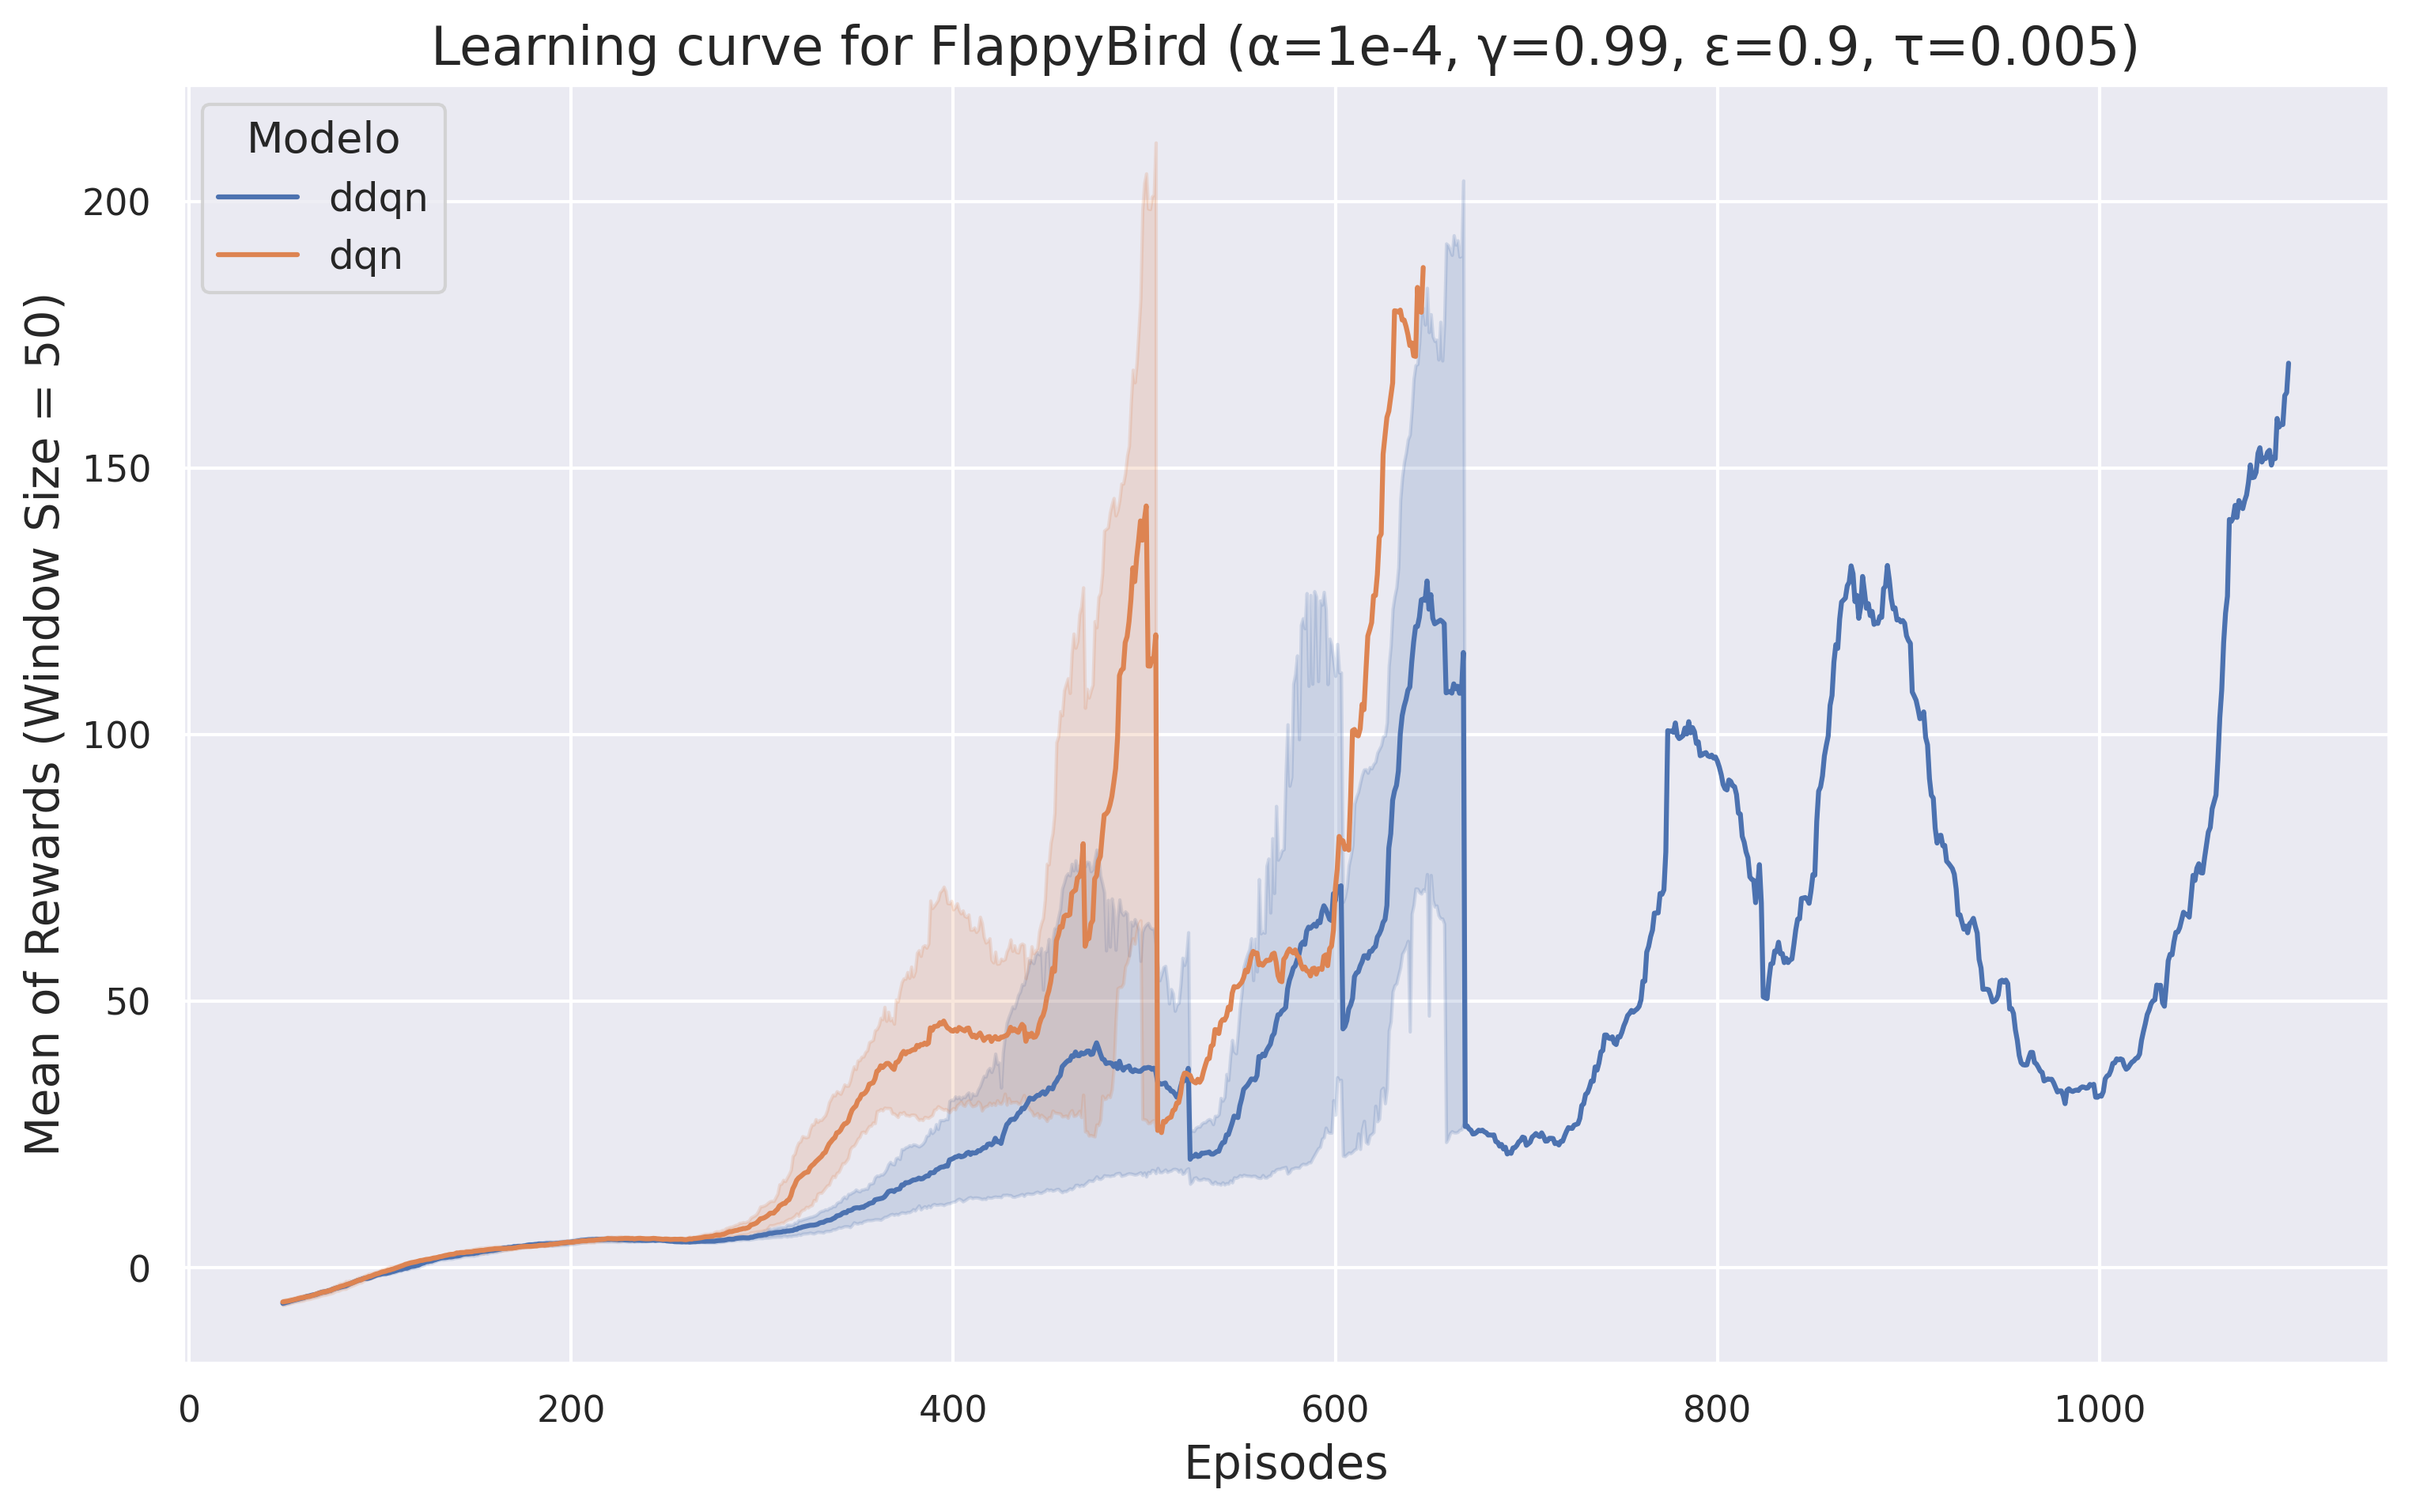 Learning curve for FlappyBird (α=1e-4, γ=0.99, ε=0.9, τ=0.005)
Modelo
ddqn
dqn
Mean of Rewards (Window Size = 50)
200
150
100
50
0
0
200
400
600
800
1000
Episodes